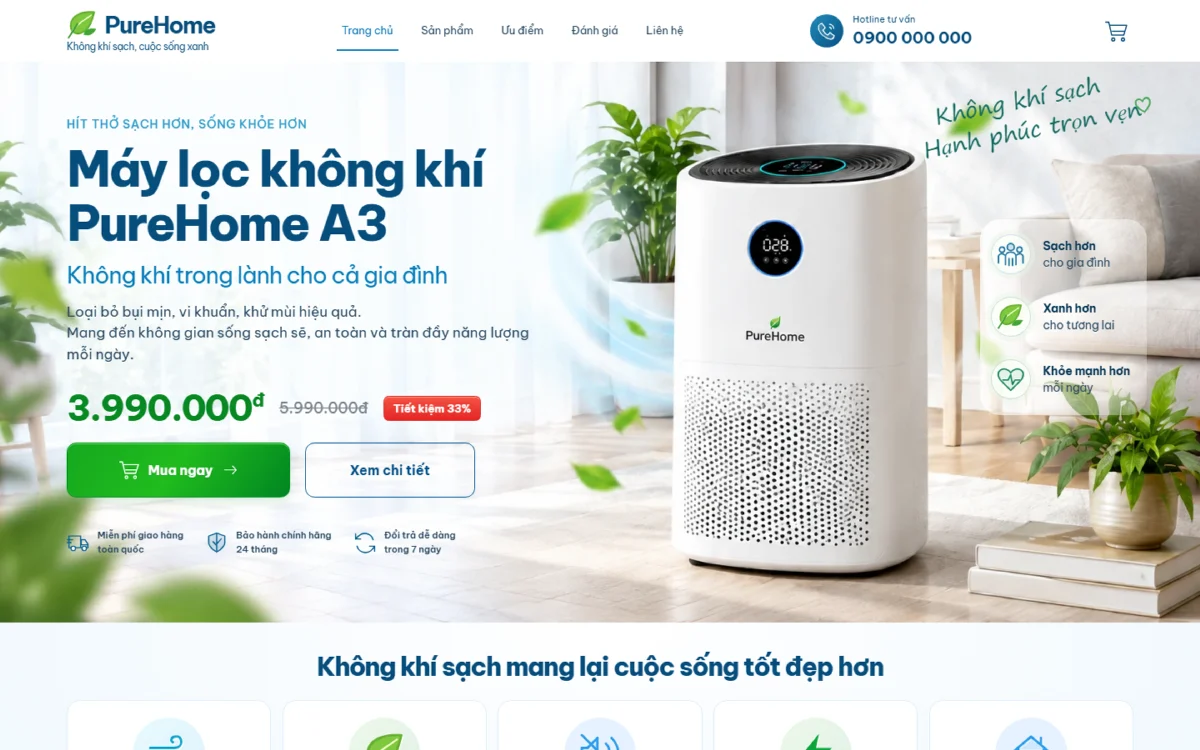 PureHome
Không khí sạch, cuộc sống xanh
Trang chủ
Sản phẩm
Ưu điểm
Đánh giá
Liên hệ
Hotline tư vấn
0900 000 000
HÍT THỞ SẠCH HƠN, SỐNG KHỎE HƠN
Máy lọc không khí
PureHome A3
Không khí trong lành cho cả gia đình
Loại bỏ bụi mịn, vi khuẩn, khử mùi hiệu quả.
Mang đến không gian sống sạch sẽ, an toàn và tràn đầy năng lượng
mỗi ngày.
3.990.000đ
5.990.000đ
Tiết kiệm 33%
Mua ngay
Xem chi tiết
Miễn phí giao hàng
toàn quốc
Bảo hành chính hãng
24 tháng
Đổi trả dễ dàng
trong 7 ngày
028
PureHome
Không khí sạch
Hạnh phúc trọn vẹn
Sạch hơn
cho gia đình
Xanh hơn
cho tương lai
Khỏe mạnh hơn
mỗi ngày
Không khí sạch mang lại cuộc sống tốt đẹp hơn